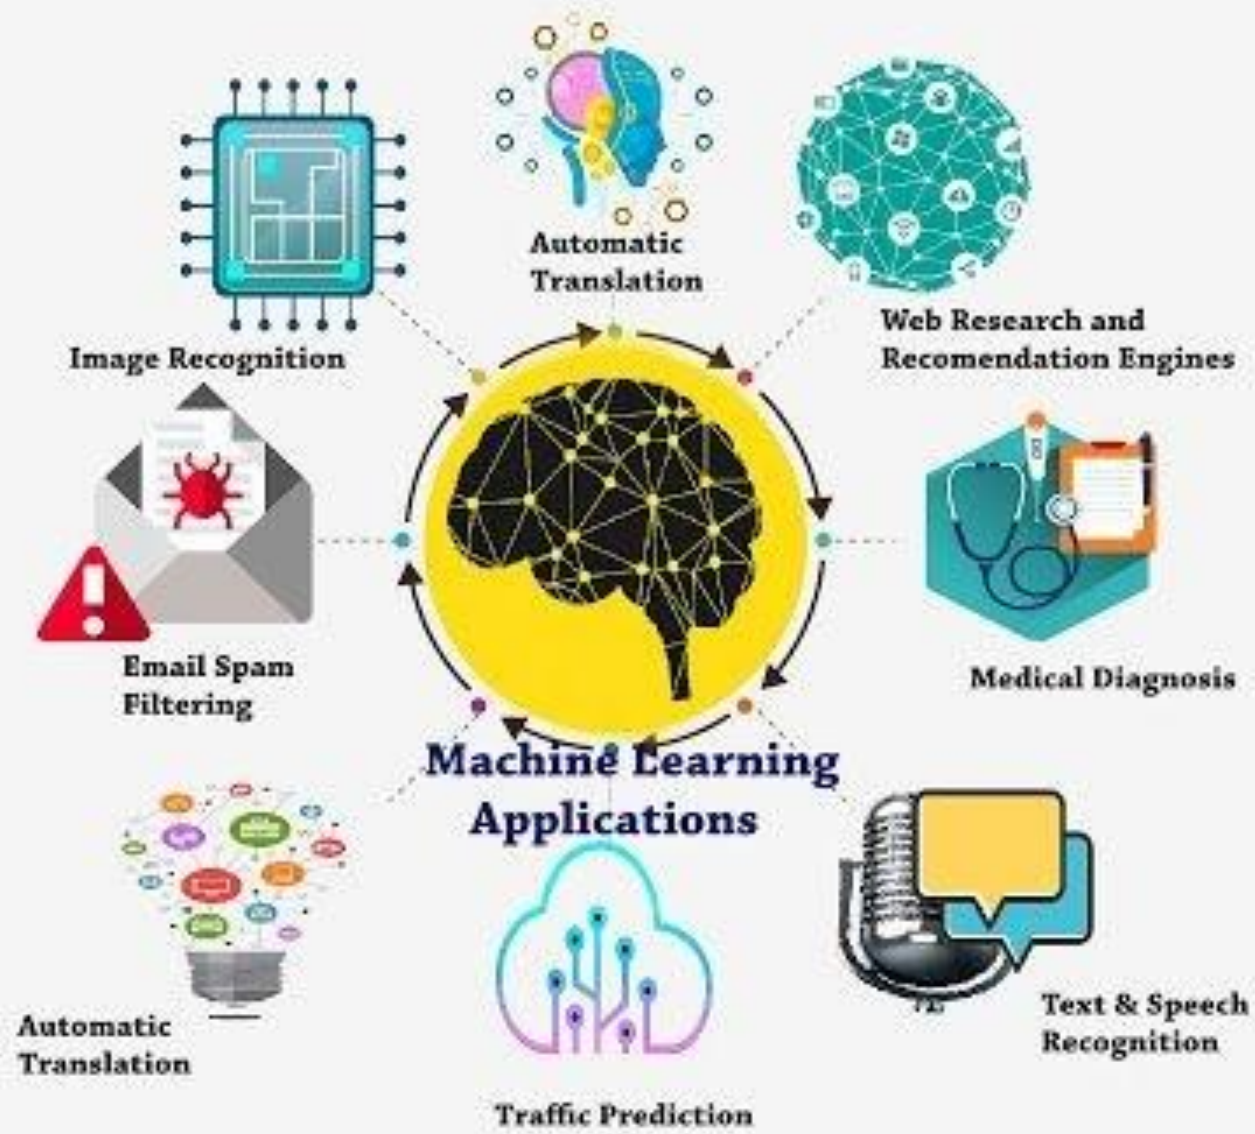 Automatic
Translation
Web Research and
Recomendation Engines
Image Recognition
Email Spam
Filtering
Medical Diagnosis
Machine Learning
Applications
Automatic
Translation
Text & Speech
Recognition
Traffic Prediction